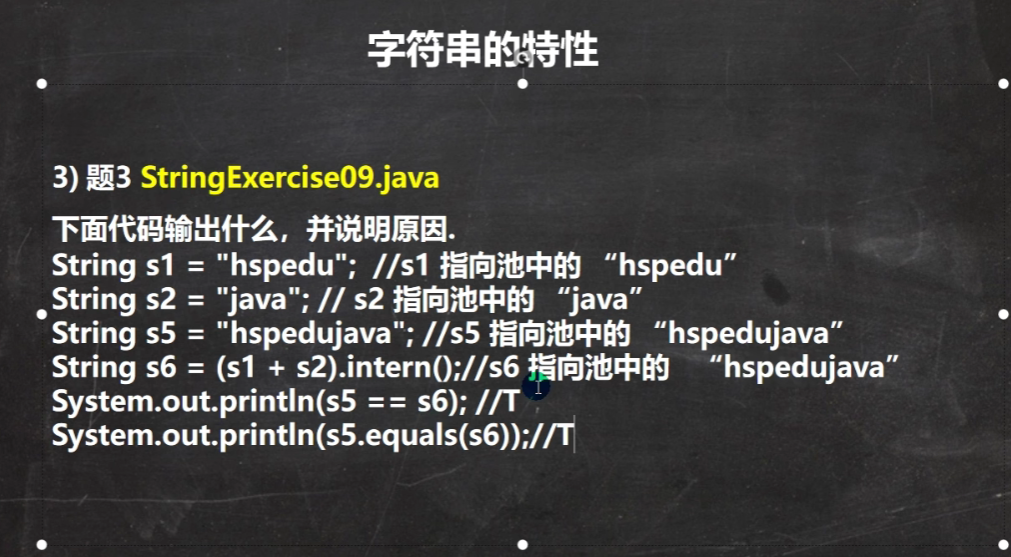 字符串的特性
3) 题3 StringExercise09.java
下面代码输出什么，并说明原因.
String s1 = "hspedu";  //s1 指向池中的 “hspedu”
String s2 = "java"; // s2 指向池中的 “java”
String s5 = "hspedujava"; //s5 指向池中的 “hspedujava”
String s6 = (s1 + s2).intern();//s6 指向池中的   “hspedujava”
System.out.println(s5 == s6); //T
System.out.println(s5.equals(s6));//T